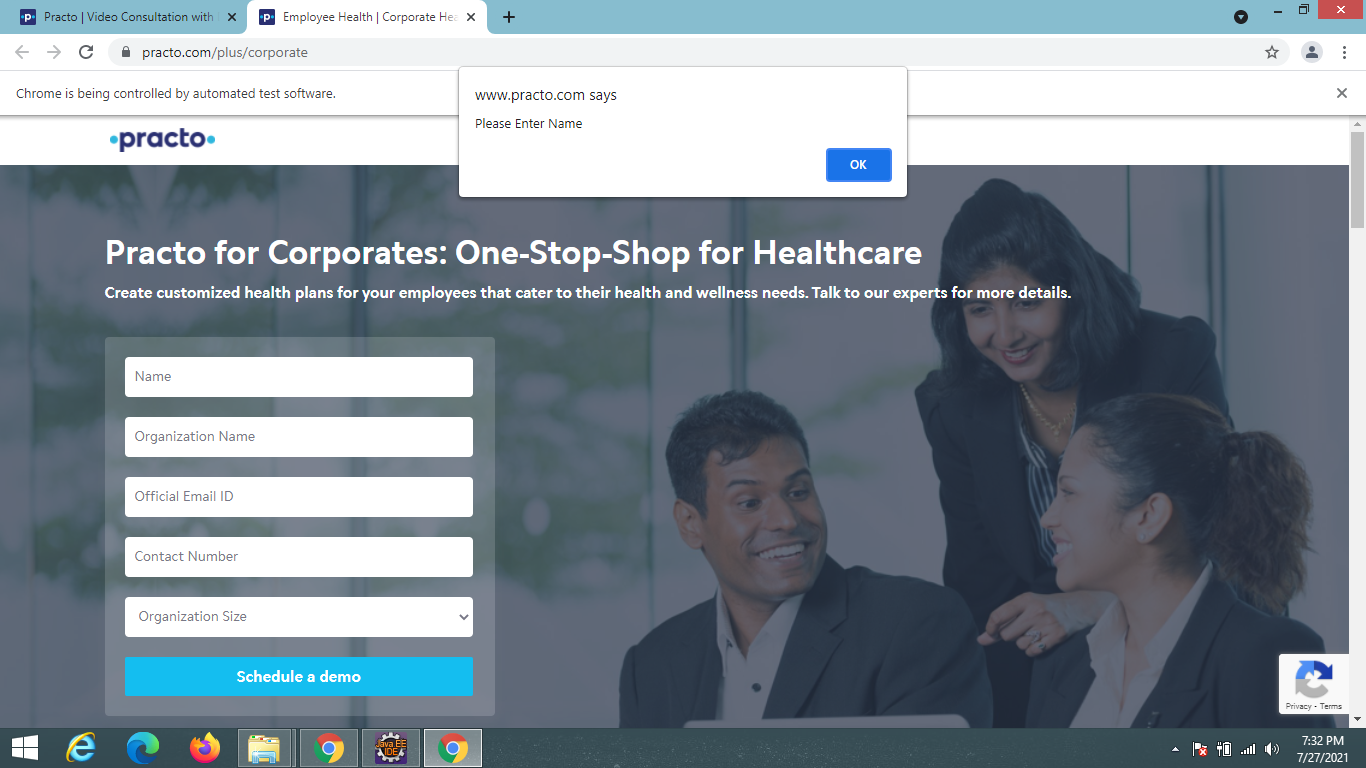 Practo | Video Consultation with
Employee Health | Corporate Hea
practo.com/plus/corporate
Chrome is being controlled by automated test software.
www.practo.com says
Please Enter Name
OK
practo
Practo for Corporates: One-Stop-Shop for Healthcare
Create customized health plans for your employees that cater to their health and wellness needs. Talk to our experts for more details.
Name
Organization Name
Official Email ID
Contact Number
Organization Size
Schedule a demo
Privacy - Terms
Java EE
IDE
7:32 PM
7/27/2021